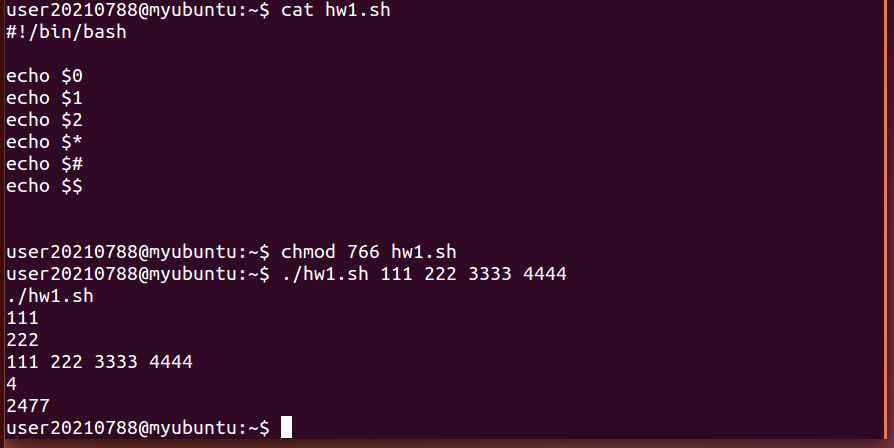 user20210788@myubuntu:~$ cat hw1.sh
#!/bin/bash
echo $0
echo $1
echo $2
echo $*
echo $#
echo $$
user20210788@myubuntu:~$ chmod 766 hw1.sh
user20210788@myubuntu:~$ ./hw1.sh 111 222 3333 4444
./hw1.sh
111
222
111 222 3333 4444
4
2477
user20210788@myubuntu:~$